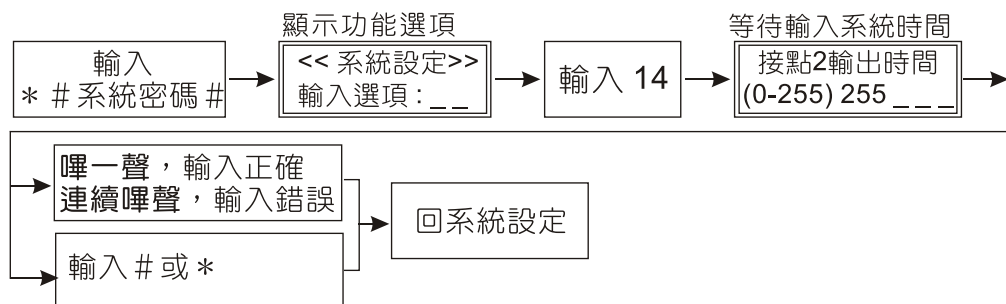 顯示功能選項
等待輸入系統時間
輸入
＊＃系統密碼＃
<< 系統設定>>
輸入選項：_ _
輸入 14
接點2輸出時間
(0-255) 255 _ _ _
嗶一聲，輸入正確
連續嗶聲，輸入錯誤
輸入＃或＊
回系統設定